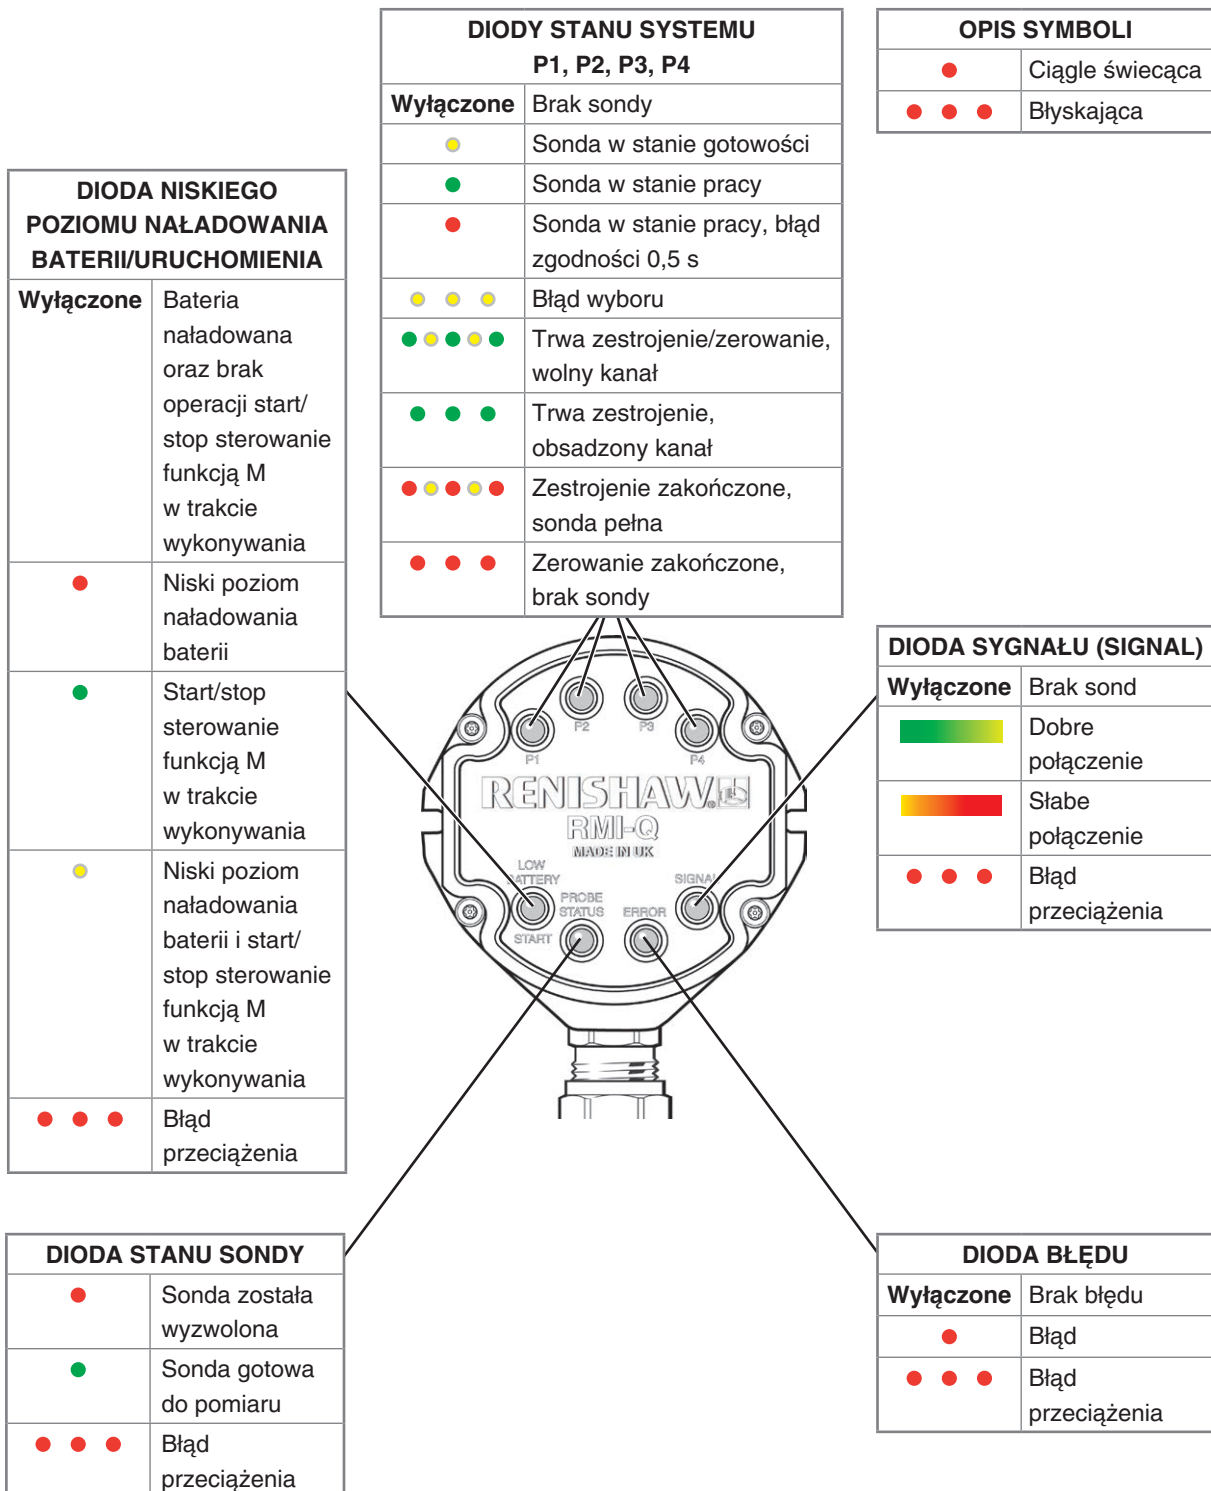 DIODY STANU SYSTEMU
P1, P2, P3, P4
Wyłączone Brak sondy
Sonda w stanie gotowości
Sonda w stanie pracy
Sonda w stanie pracy, błąd
zgodności 0,5 s
Błąd wyboru
Trwa zestrojenie/zerowanie,
wolny kanał
Trwa zestrojenie,
obsadzony kanał
Zestrojenie zakończone,
sonda pełna
Zerowanie zakończone,
brak sondy
OPIS SYMBOLI
Ciągle świecąca
Błyskająca
DIODA NISKIEGO
POZIOMU NAŁADOWANIA
BATERII/URUCHOMIENIA
Wyłączone Bateria
naładowana
oraz brak
operacji start/
stop sterowanie
funkcją M
w trakcie
wykonywania
Niski poziom
naładowania
baterii
Start/stop
sterowanie
funkcją M
w trakcie
wykonywania
Niski poziom
naładowania
baterii i start/
stop sterowanie
funkcją M
w trakcie
wykonywania
Błąd
przeciążenia
P1
P2
P3
P4
RENISHAW
RMI-Q
MADE IN UK
LOW
BATTERY
START
PROBE
STATUS
ERROR
SIGNAL
DIODA SYGNAŁU (SIGNAL)
Wyłączone Brak sond
Dobre
połączenie
Słabe
połączenie
Błąd
przeciążenia
DIODA STANU SONDY
Sonda została
wyzwolona
Sonda gotowa
do pomiaru
Błąd
przeciążenia
DIODA BŁĘDU
Wyłączone Brak błędu
Błąd
Błąd
przeciążenia